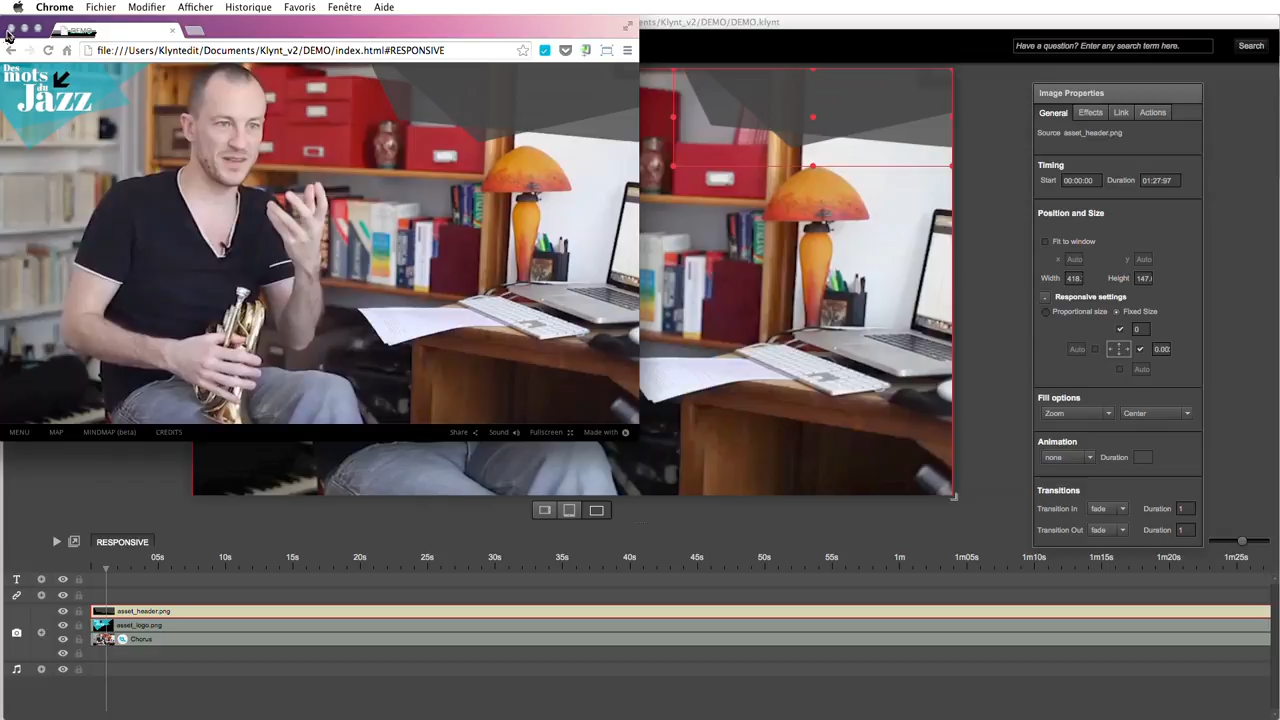 Chrome Fichier Modifier Afficher Historique Favoris Fenêtre Aide
ents/Klynt_v2/DEMO/DEMO.klynt
file:///Users/Klyntedit/Documents/Klynt_v2/DEMO/index.html#RESPONSIVE
Have a question? Enter any search term here. Search
Des
mots
du
Jazz
Image Properties
General Effects Link Actions
Source asset_header.png
Timing
Start 00:00:00 Duration 01:27:97
Position and Size
Fit to window
x Auto y Auto
Width 418. Height 147.
- Responsive settings
Proportional size Fixed Size
0
Auto 0.00
Auto
Fill options
Zoom Center
Animation
none Duration
Transitions
Transition In fade Duration 1
Transition Out fade Duration 1
MENU MAP MINDMAP (beta) CREDITS Share Sound Fullscreen Made with
RESPONSIVE
05s 10s 15s 20s 25s 30s 35s 40s 45s 50s 55s 1m 1m05s 1m10s 1m15s 1m20s 1m25s
T
asset_header.png
asset_logo.png
Chorus